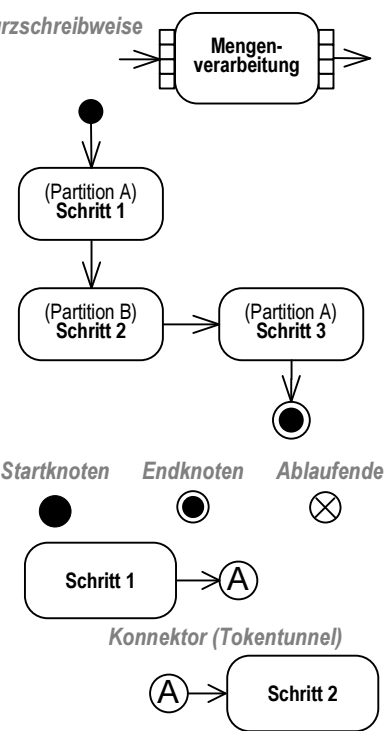 rzschreibweise
Mengen-
verarbeitung
(Partition A)
Schritt 1
(Partition B)
Schritt 2
(Partition A)
Schritt 3
Startknoten Endknoten Ablaufende
Schritt 1
A
Konnektor (Tokentunnel)
A
Schritt 2